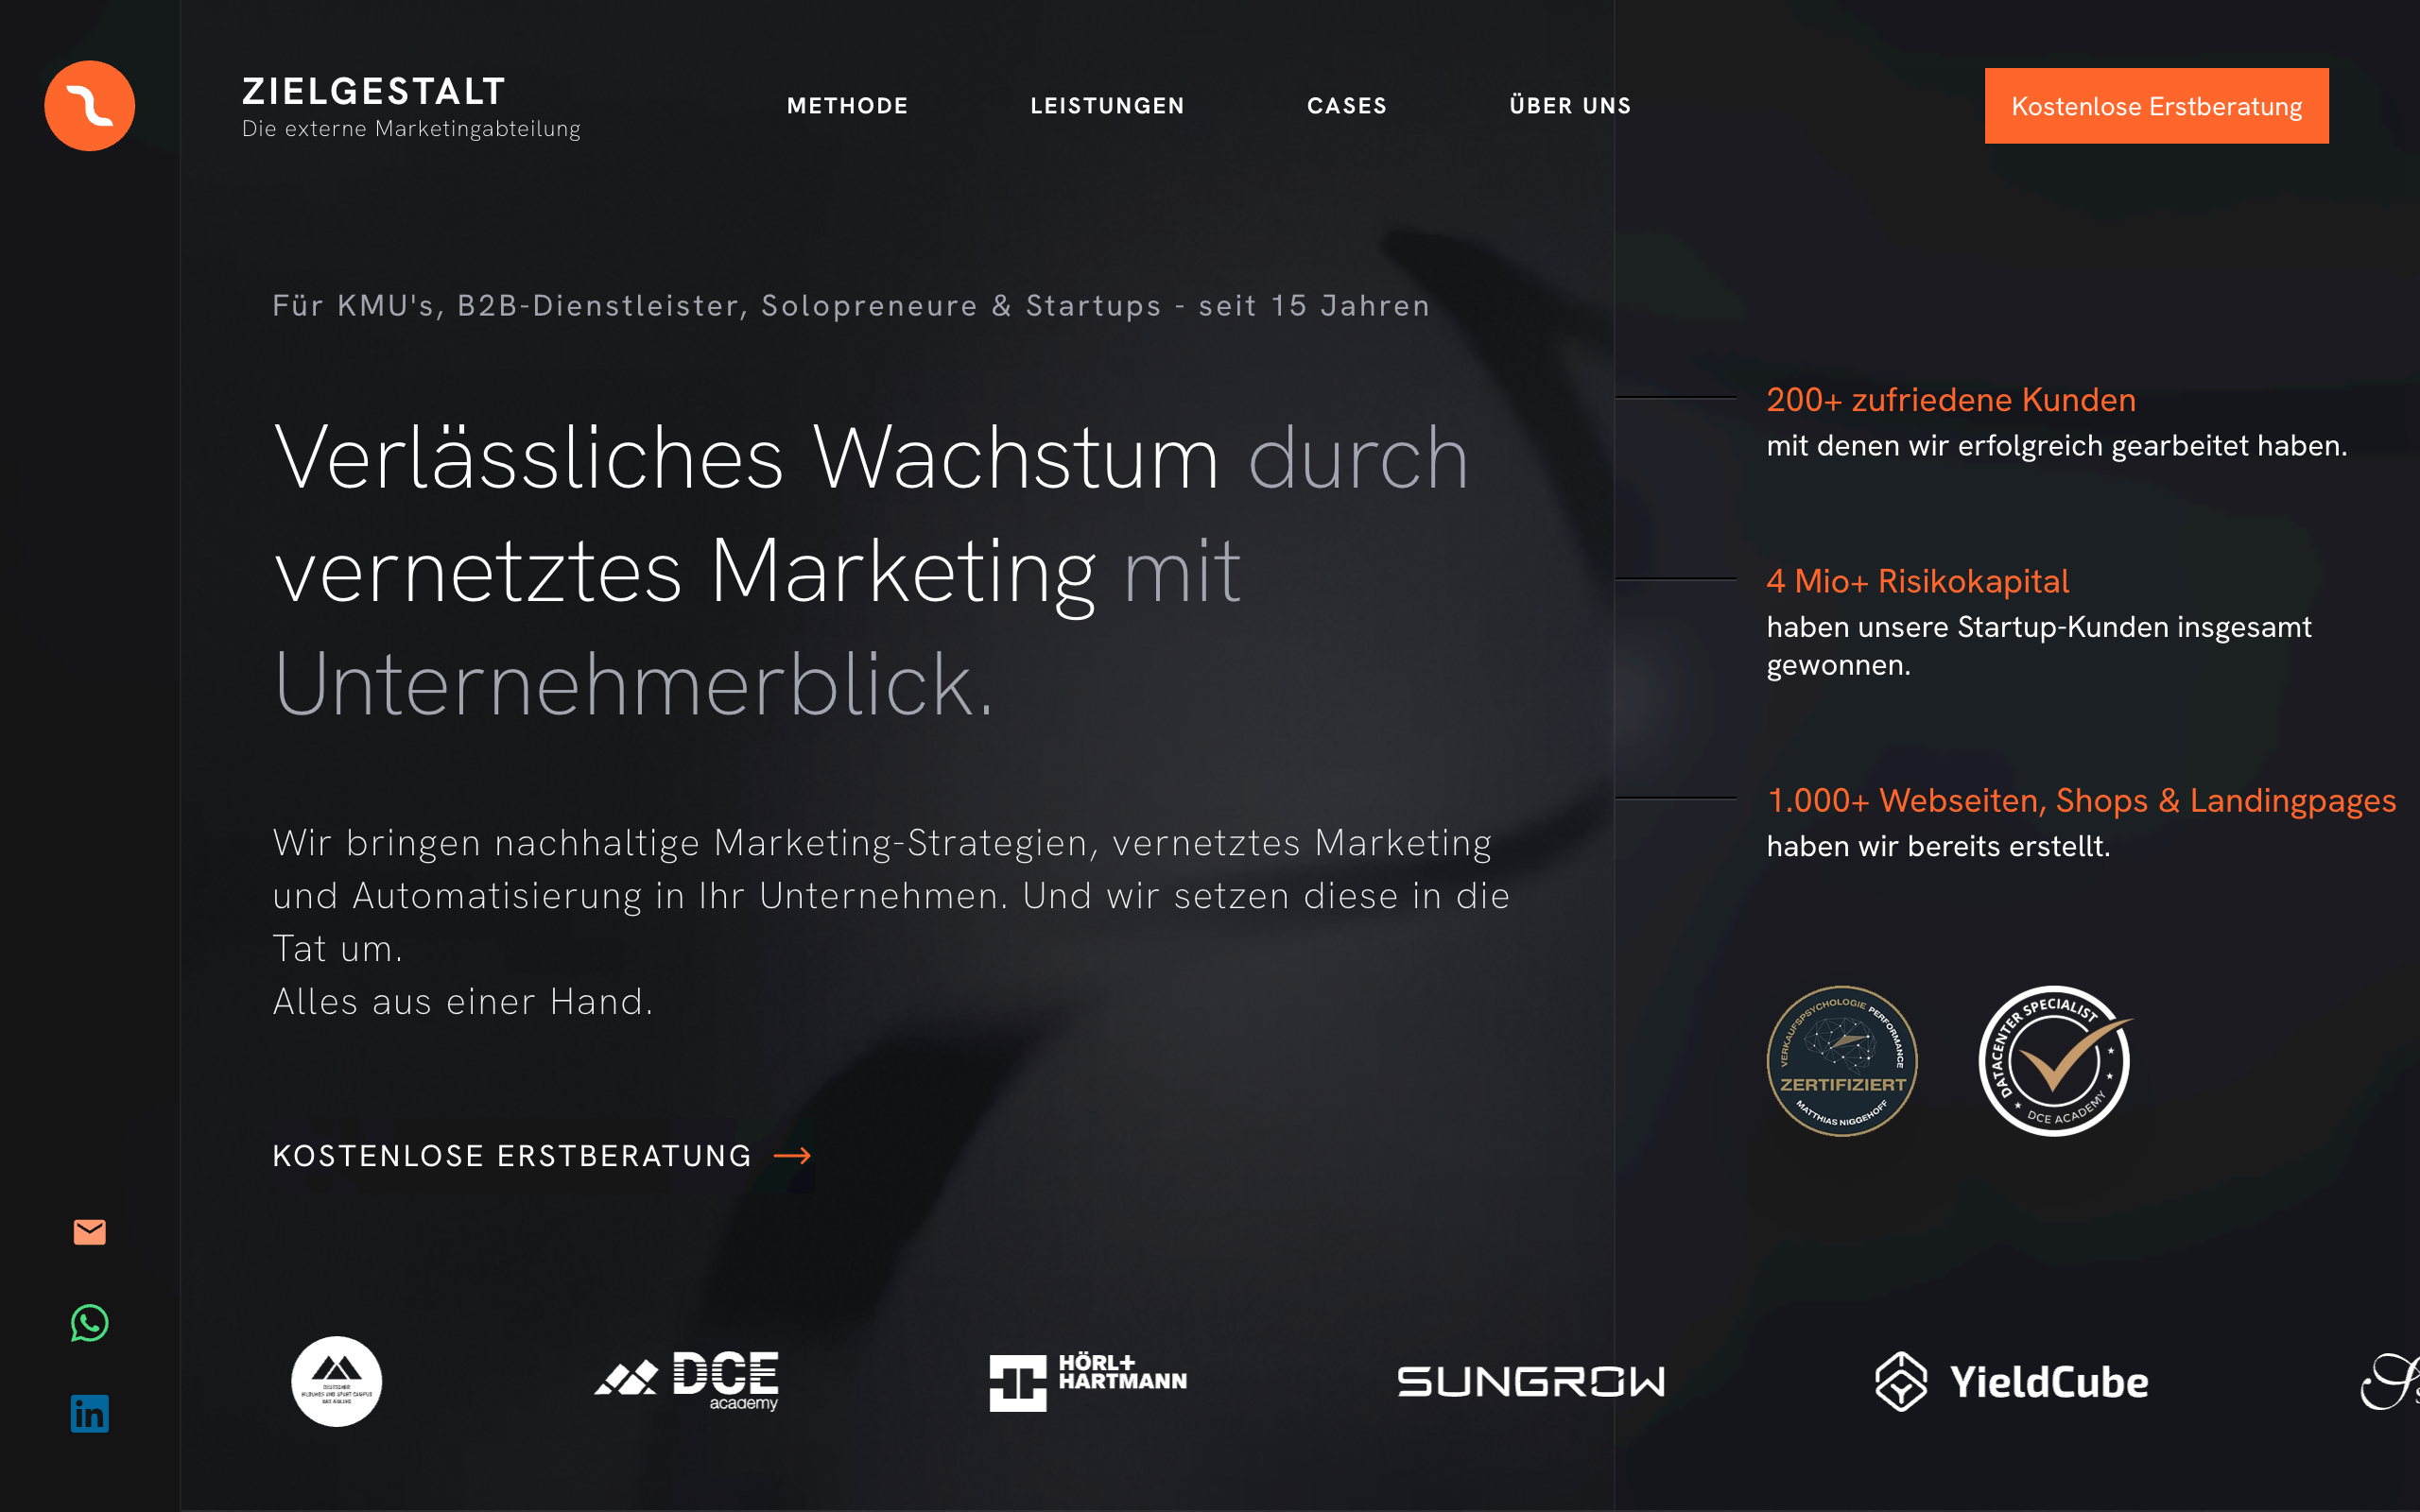 ZIELGESTALT
Die externe Marketingabteilung
METHODE
LEISTUNGEN
CASES
ÜBER UNS
Kostenlose Erstberatung
Für KMU's, B2B-Dienstleister, Solopreneure & Startups - seit 15 Jahren
Verlässliches Wachstum durch
vernetztes Marketing mit
Unternehmerblick.
Wir bringen nachhaltige Marketing-Strategien, vernetztes Marketing
und Automatisierung in Ihr Unternehmen. Und wir setzen diese in die
Tat um.
Alles aus einer Hand.
KOSTENLOSE ERSTBERATUNG
200+ zufriedene Kunden
mit denen wir erfolgreich gearbeitet haben.
4 Mio+ Risikokapital
haben unsere Startup-Kunden insgesamt
gewonnen.
1.000+ Webseiten, Shops & Landingpages
haben wir bereits erstellt.
VERKAUFSPSYCHOLOGIE PERFORMANCE
ZERTIFIZIERT
MATTHIAS NIGGEHOFF
DATACENTER SPECIALIST
DCE ACADEMY
DCE
academy
HÖRL+
HARTMANN
SUNGROW
YieldCube